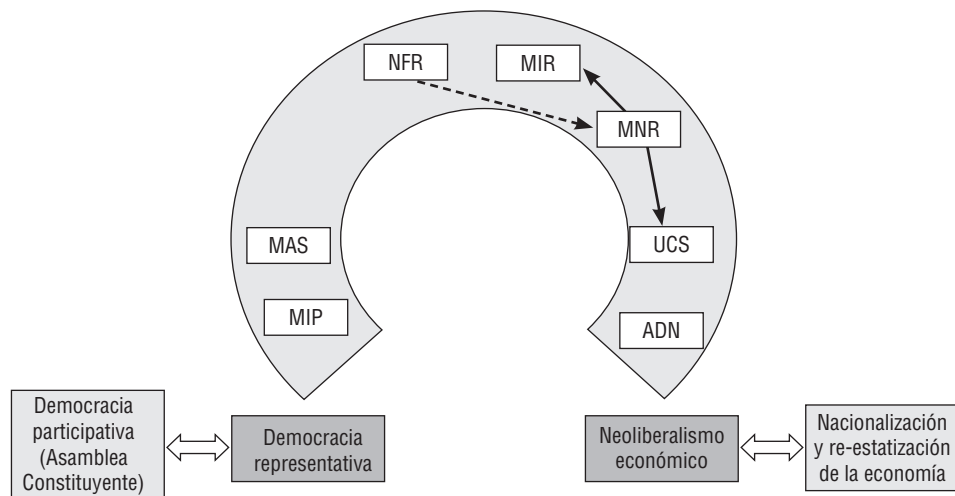 NFR
MIR
MNR
MAS
UCS
MIP
ADN
Democracia
participativa
(Asamblea
Constituyente)
Democracia
representativa
Neoliberalismo
económico
Nacionalización
y re-estatización
de la economía